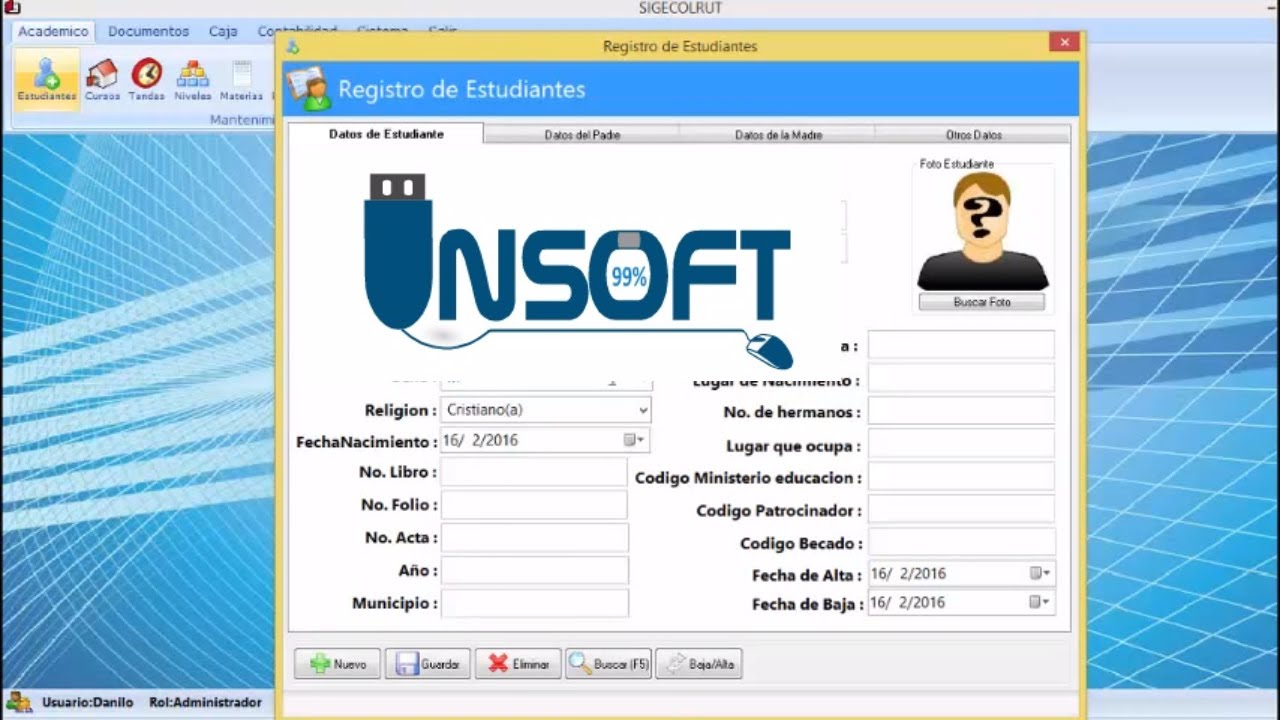 SIGECOLRUT
Academico Documentos Caja Contabilidad Sistema Salir
Registro de Estudiantes
Estudiantes Cursos Tandas Niveles Materias
Registro de Estudiantes
Mantenimi
Datos de Estudiante Datos del Padre Datos de la Madre Otros Datos
Foto Estudiante
UNSOFT
99%
Buscar Foto
a :
Lugar de Nacimiento :
Religion : Cristiano(a)
No. de hermanos :
FechaNacimiento : 16/ 2/2016
Lugar que ocupa :
No. Libro :
Codigo Ministerio educacion :
No. Folio :
Codigo Patrocinador :
No. Acta :
Codigo Becado :
Año :
Fecha de Alta : 16/ 2/2016
Municipio :
Fecha de Baja : 16/ 2/2016
Nuevo Guardar Eliminar Buscar (F5) Baja/Alta
Usuario:Danilo Rol:Administrador